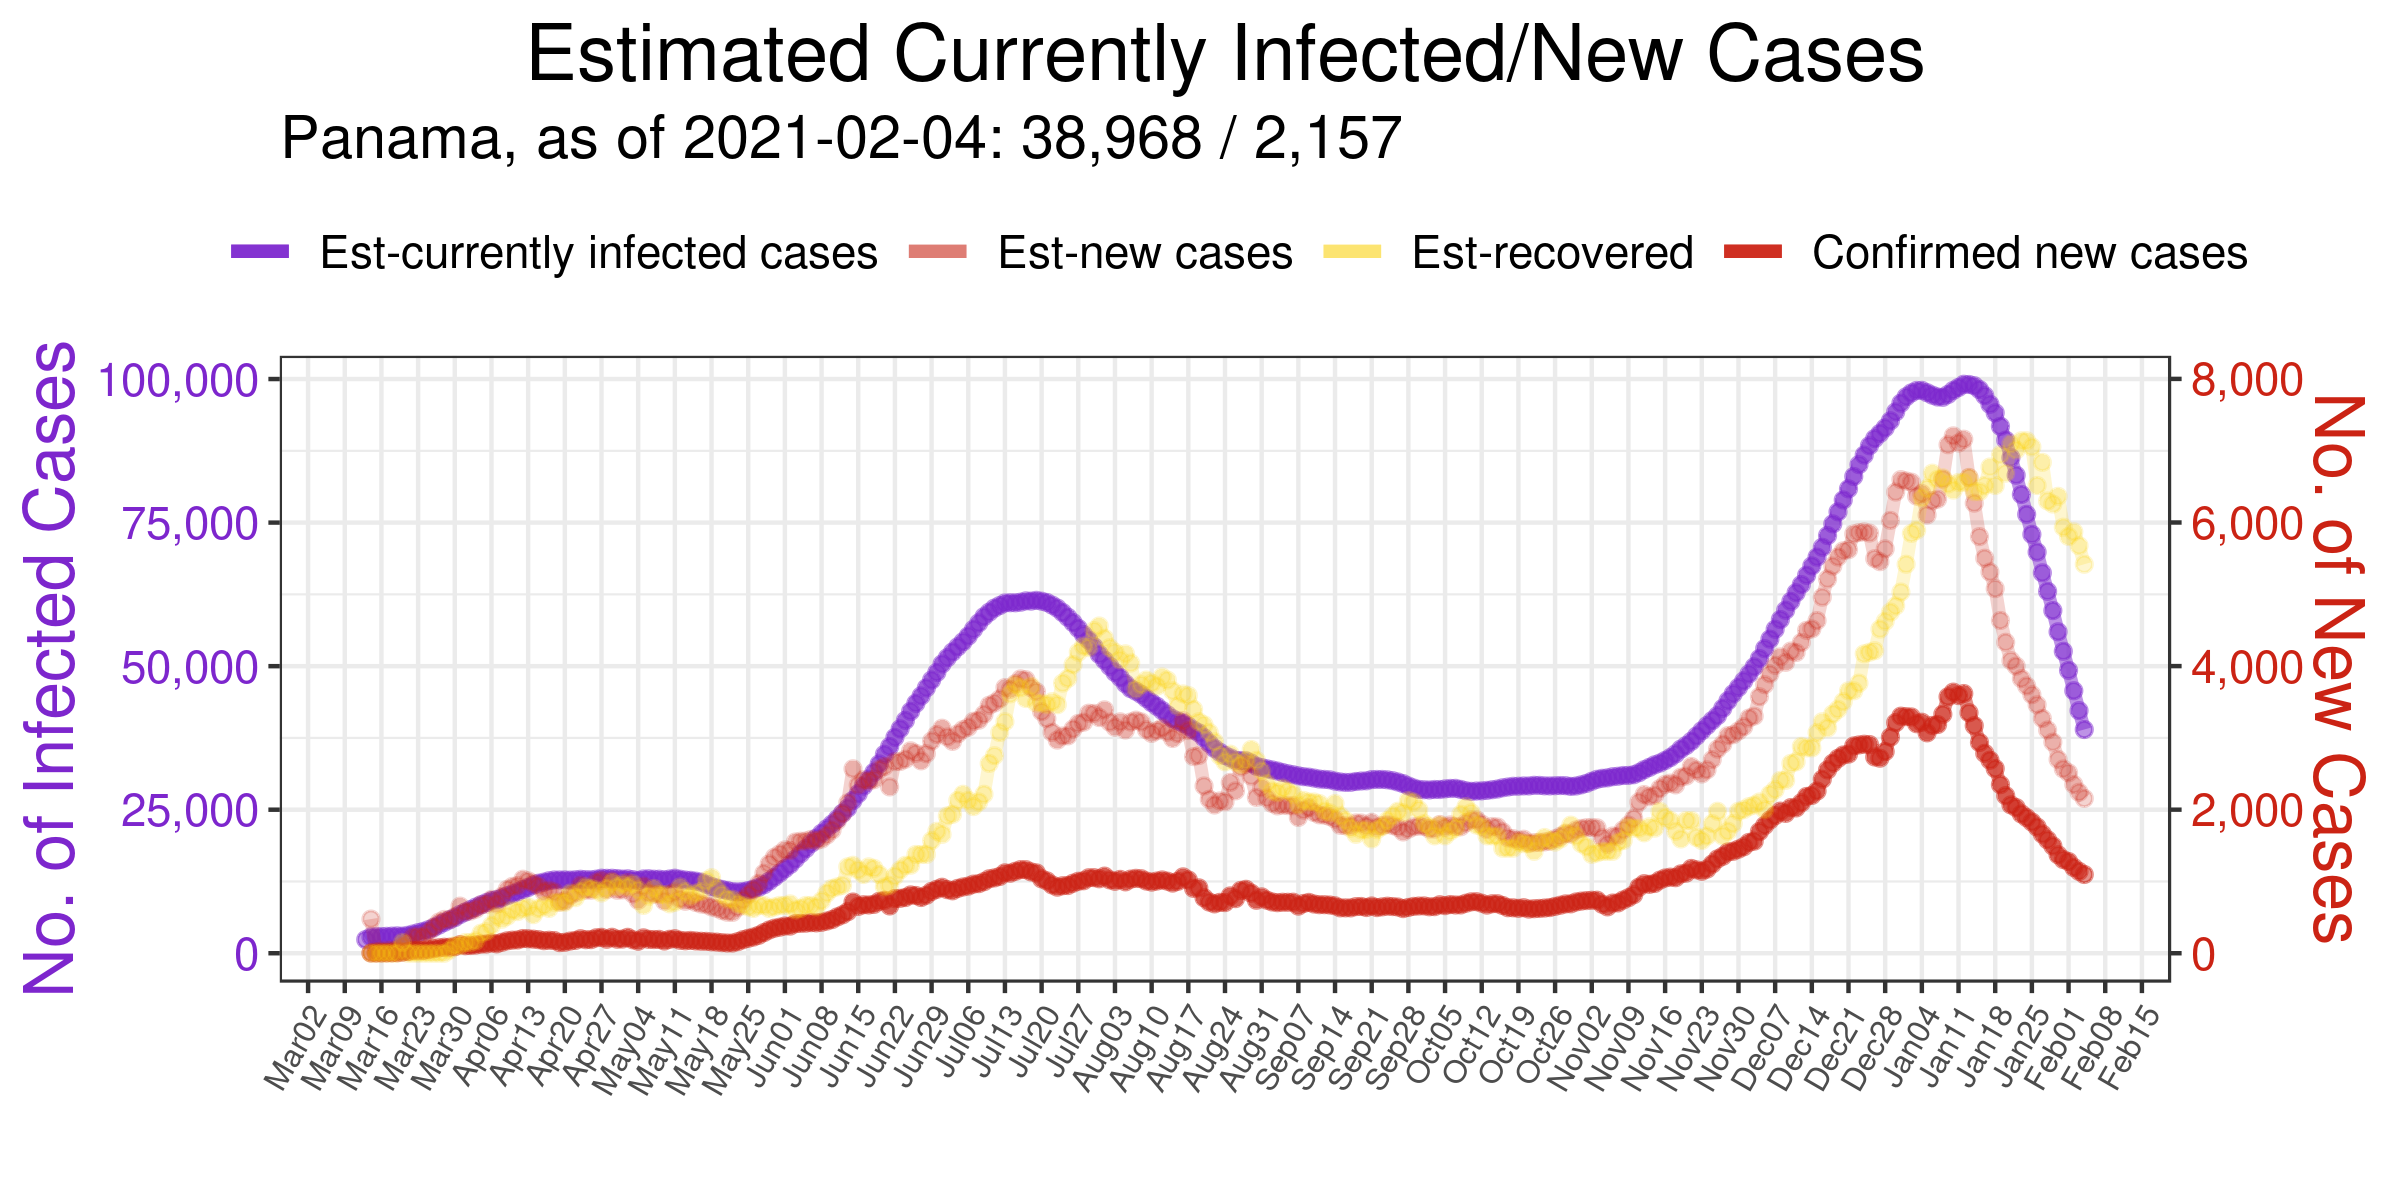 Estimated Currently Infected/New Cases
Panama, as of 2021-02-04: 38,968 / 2,157
Est-currently infected cases Est-new cases Est-recovered Confirmed new cases
No. of Infected Cases
100,000
75,000
50,000
25,000
0
8,000
6,000
4,000
2,000
0
No. of New Cases
Mar02
Mar09
Mar16
Mar23
Mar30
Apr06
Apr13
Apr20
Apr27
May04
May11
May18
May25
Jun01
Jun08
Jun15
Jun22
Jun29
Jul06
Jul13
Jul20
Jul27
Aug03
Aug10
Aug17
Aug24
Aug31
Sep07
Sep14
Sep21
Sep28
Oct05
Oct12
Oct19
Oct26
Nov02
Nov09
Nov16
Nov23
Nov30
Dec07
Dec14
Dec21
Dec28
Jan04
Jan11
Jan18
Jan25
Feb01
Feb08
Feb15